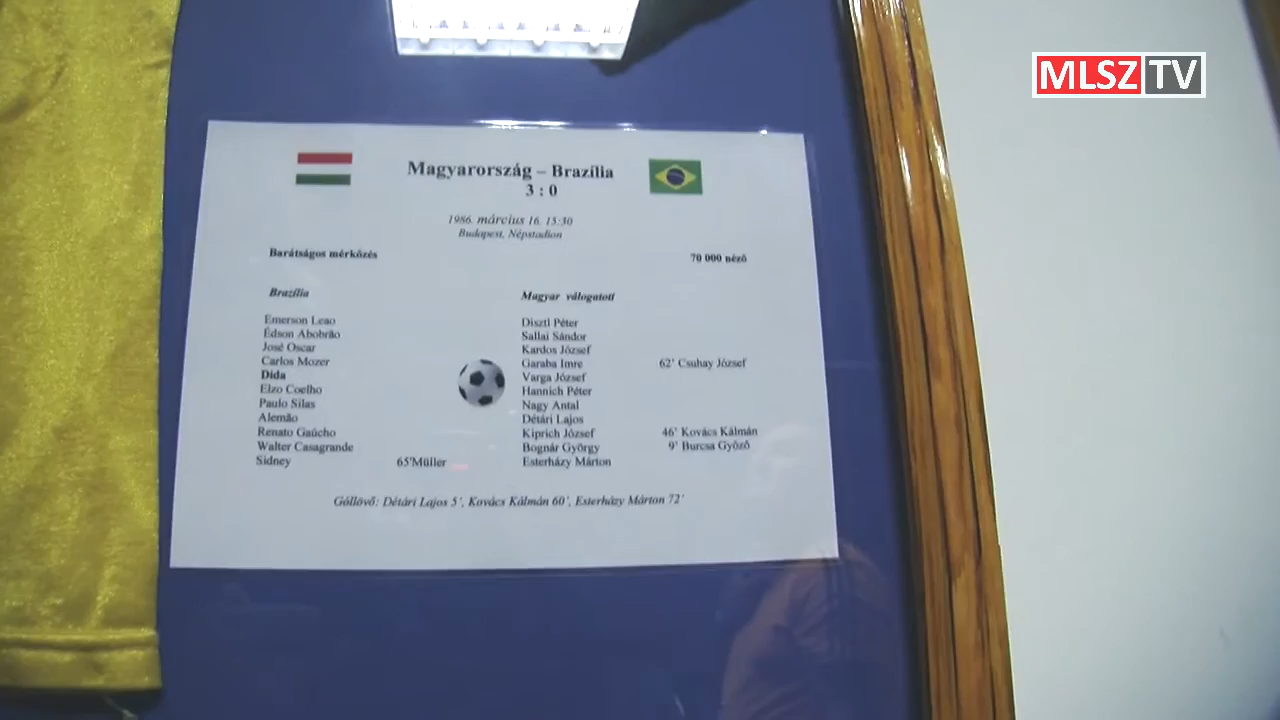 MLSZ TV
Magyarország – Brazília
3 : 0
1986. március 16. 15:30
Budapest, Népstadion
Barátságos mérkőzés 70 000 néző
Brazília Magyar válogatott
Emerson Leao Disztl Péter
Édson Abobrão Sallai Sándor
José Oscar Kardos József
Carlos Mozer Garaba Imre 62' Csuhay József
Dida Varga József
Elzo Coelho Hannich Péter
Paulo Silas Nagy Antal
Alemão Détári Lajos
Renato Gaúcho Kiprich József 46' Kovács Kálmán
Walter Casagrande Bognár György 9' Burcsa Győző
Sidney 65'Müller Esterházy Márton
Góllövő: Détári Lajos 5', Kovács Kálmán 60', Esterházy Márton 72'